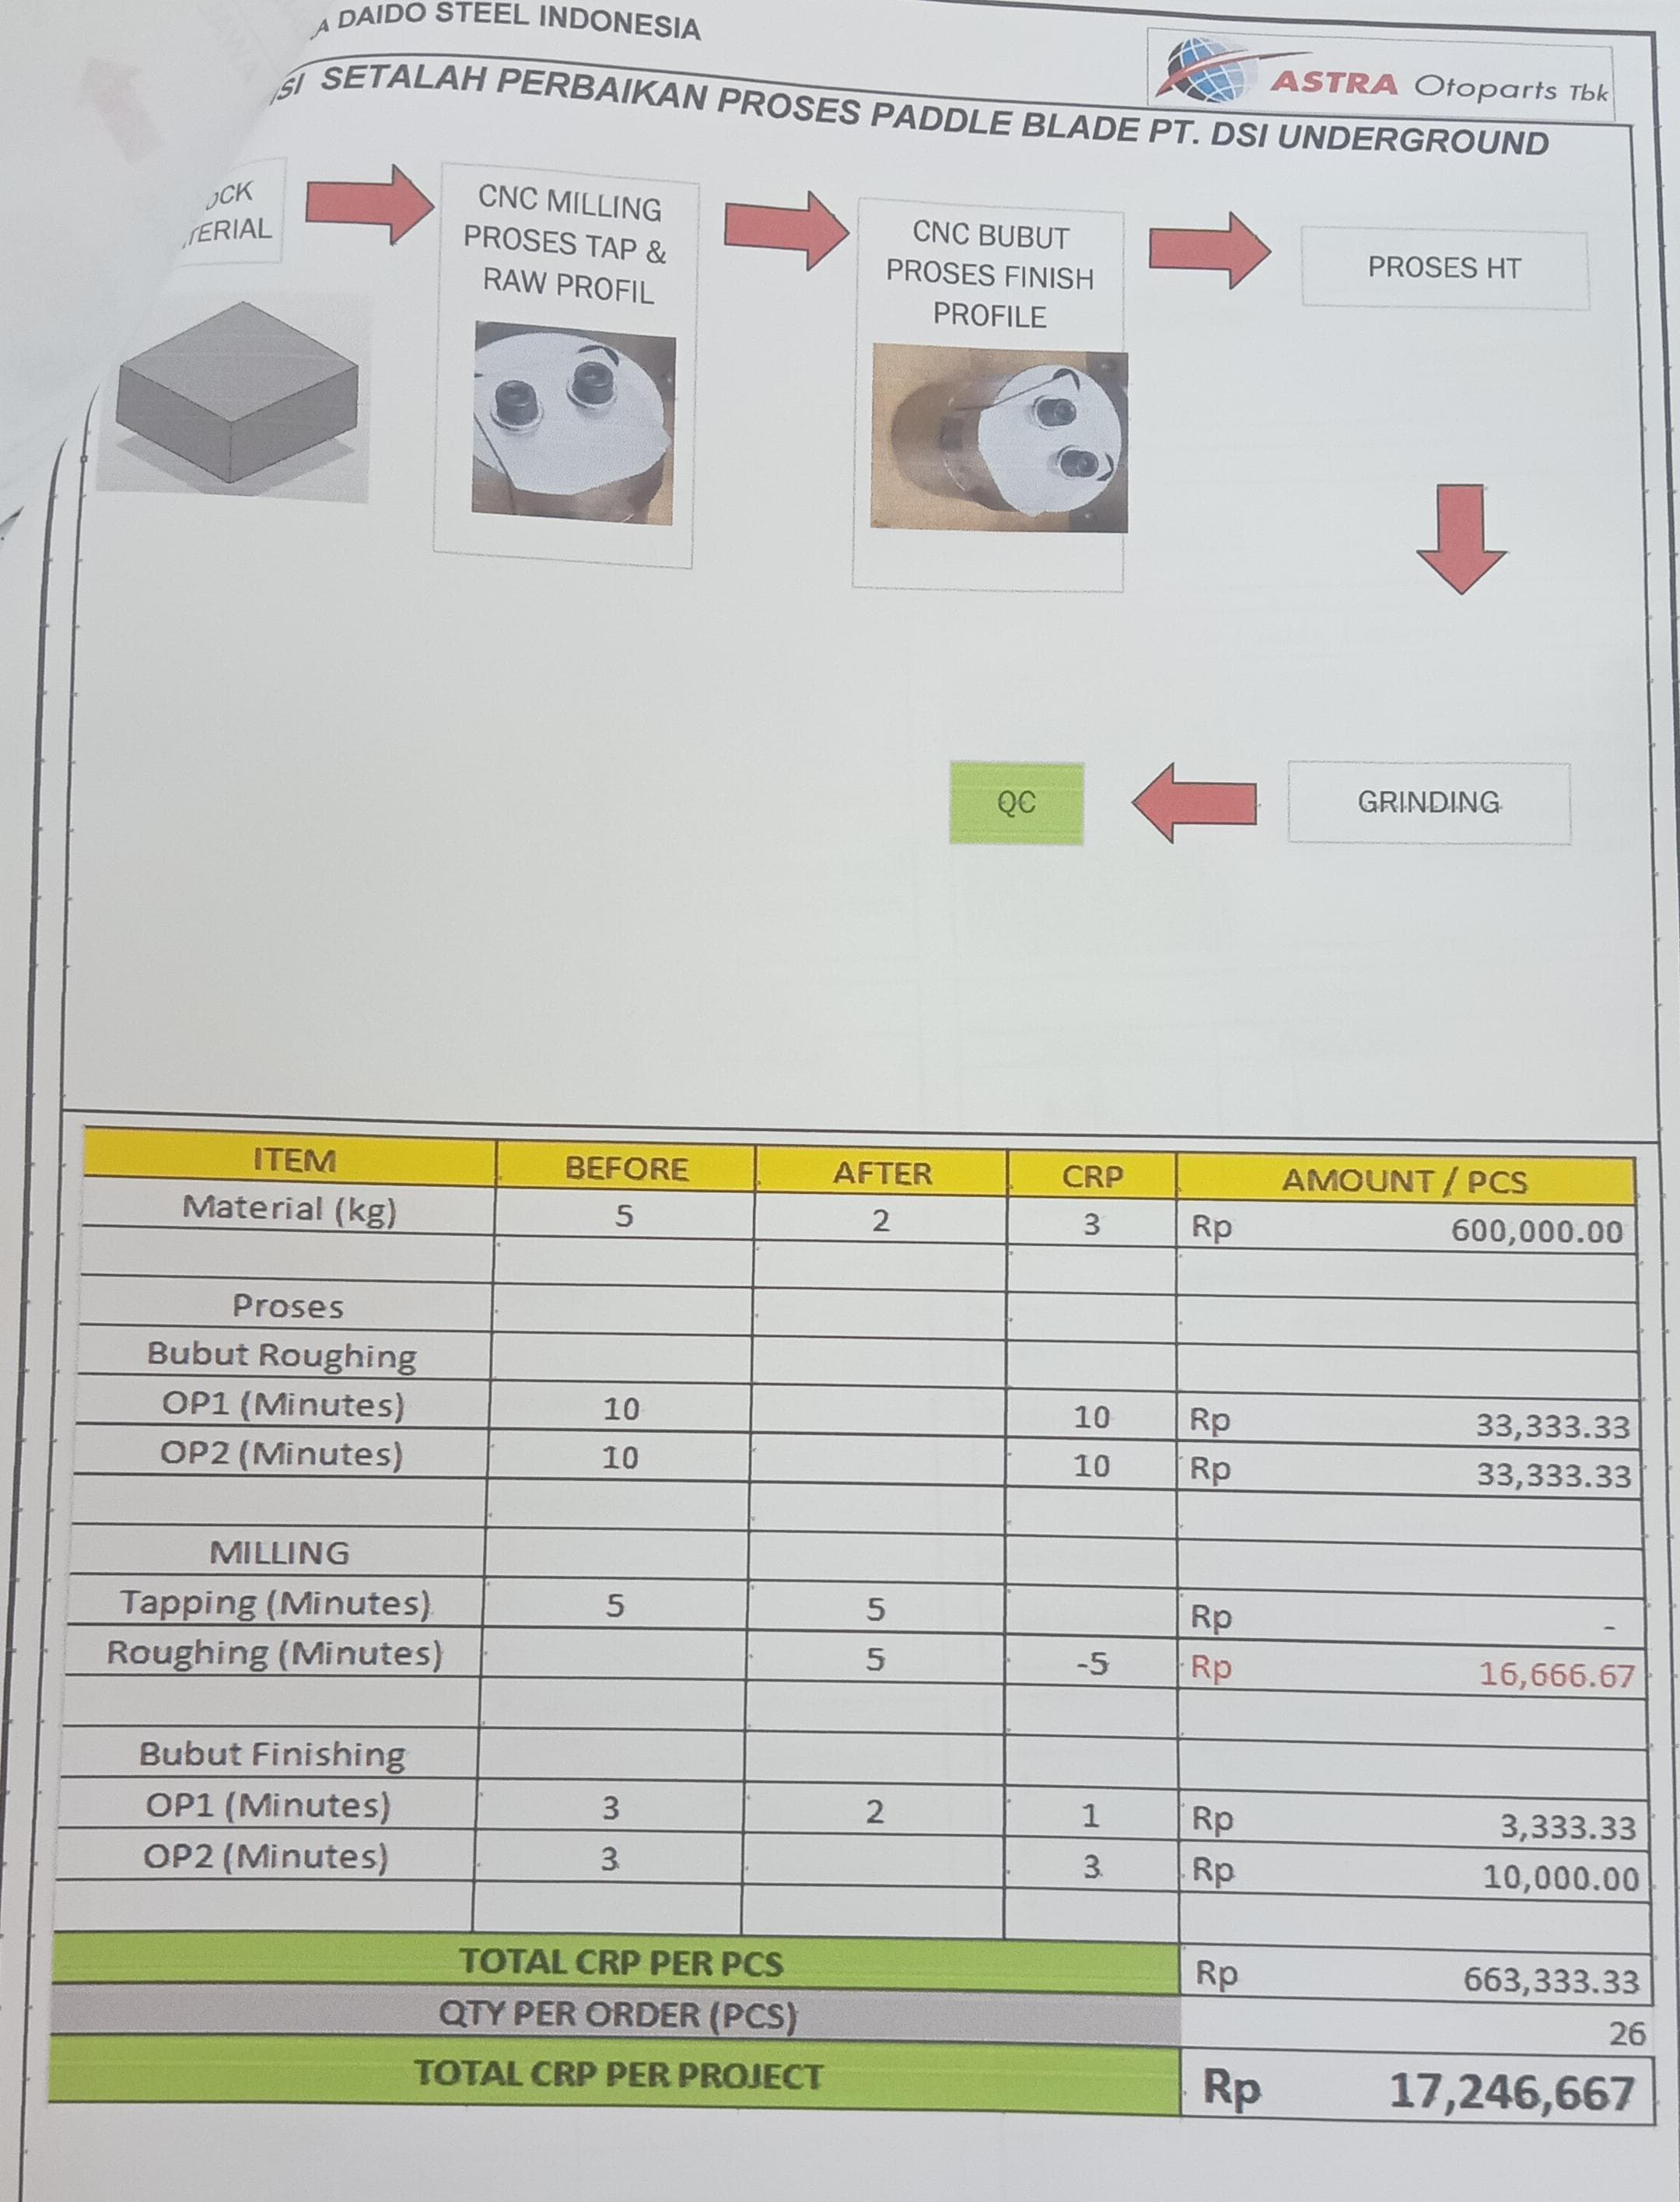 DAIDO STEEL INDONESIA
ASTRA Otoparts Tbk
SETALAH PERBAIKAN PROSES PADDLE BLADE PT. DSI UNDERGROUND
CNC MILLING
PROSES TAP &
RAW PROFIL
CNC BUBUT
PROSES FINISH
PROFILE
PROSES HT
GRINDING
QC
ITEM BEFORE AFTER CRP AMOUNT / PCS
Material (kg) 5 2 3 Rp 600,000.00
Proses
Bubut Roughing
OP1 (Minutes) 10 10 Rp 33,333.33
OP2 (Minutes) 10 10 Rp 33,333.33
MILLING
Tapping (Minutes) 5 5 Rp -
Roughing (Minutes) 5 -5 Rp 16,666.67
Bubut Finishing
OP1 (Minutes) 3 2 1 Rp 3,333.33
OP2 (Minutes) 3 3 Rp 10,000.00
TOTAL CRP PER PCS Rp 663,333.33
QTY PER ORDER (PCS) 26
TOTAL CRP PER PROJECT Rp 17,246,667